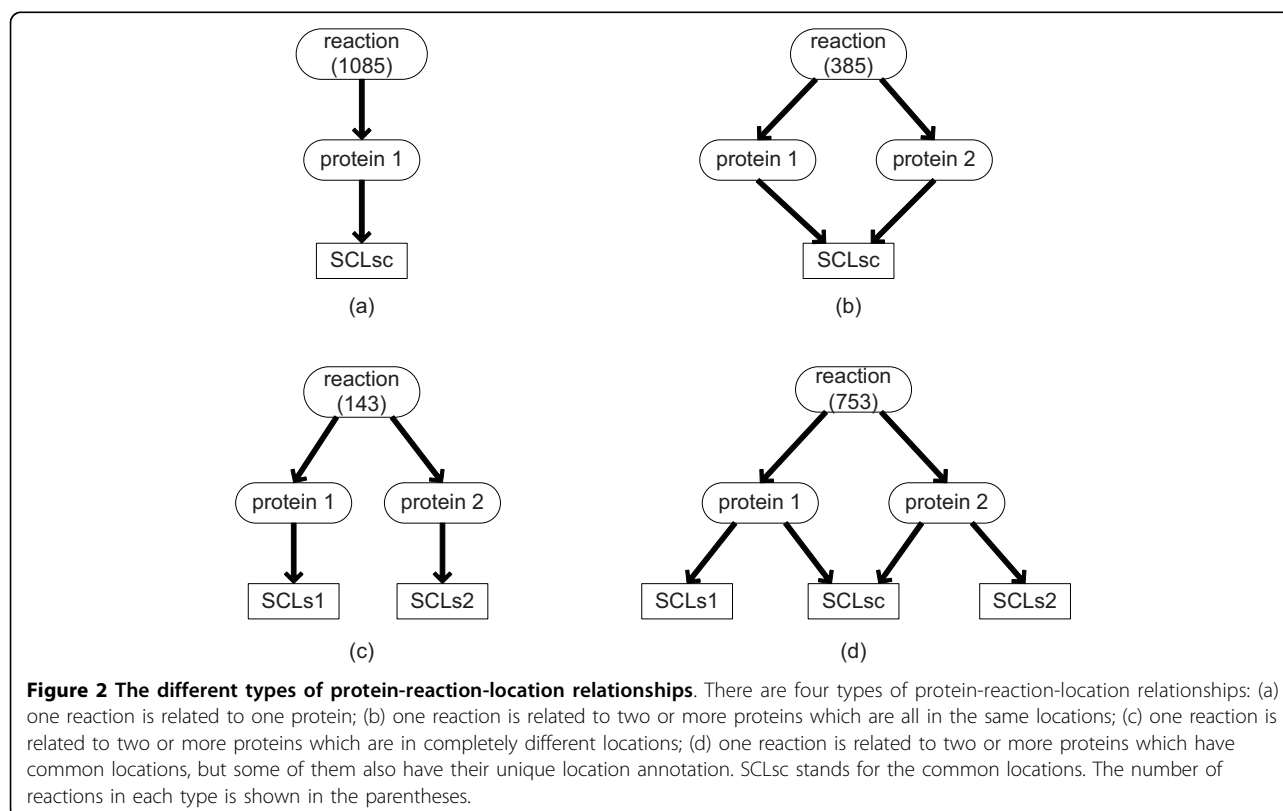 reaction
(1085)
protein 1
SCLsc
(a)
reaction
(385)
protein 1 protein 2
SCLsc
(b)
reaction
(143)
protein 1 protein 2
SCLs1 SCLs2
(c)
reaction
(753)
protein 1 protein 2
SCLs1 SCLsc SCLs2
(d)
Figure 2 The different types of protein-reaction-location relationships. There are four types of protein-reaction-location relationships: (a)
one reaction is related to one protein; (b) one reaction is related to two or more proteins which are all in the same locations; (c) one reaction is
related to two or more proteins which are in completely different locations; (d) one reaction is related to two or more proteins which have
common locations, but some of them also have their unique location annotation. SCLsc stands for the common locations. The number of
reactions in each type is shown in the parentheses.